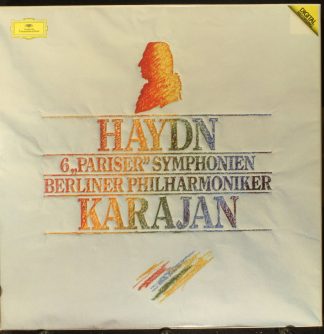 DIGITAL
HAYDN
6 „PARISER" SYMPHONIEN
BERLINER PHILHARMONIKER
KARAJAN